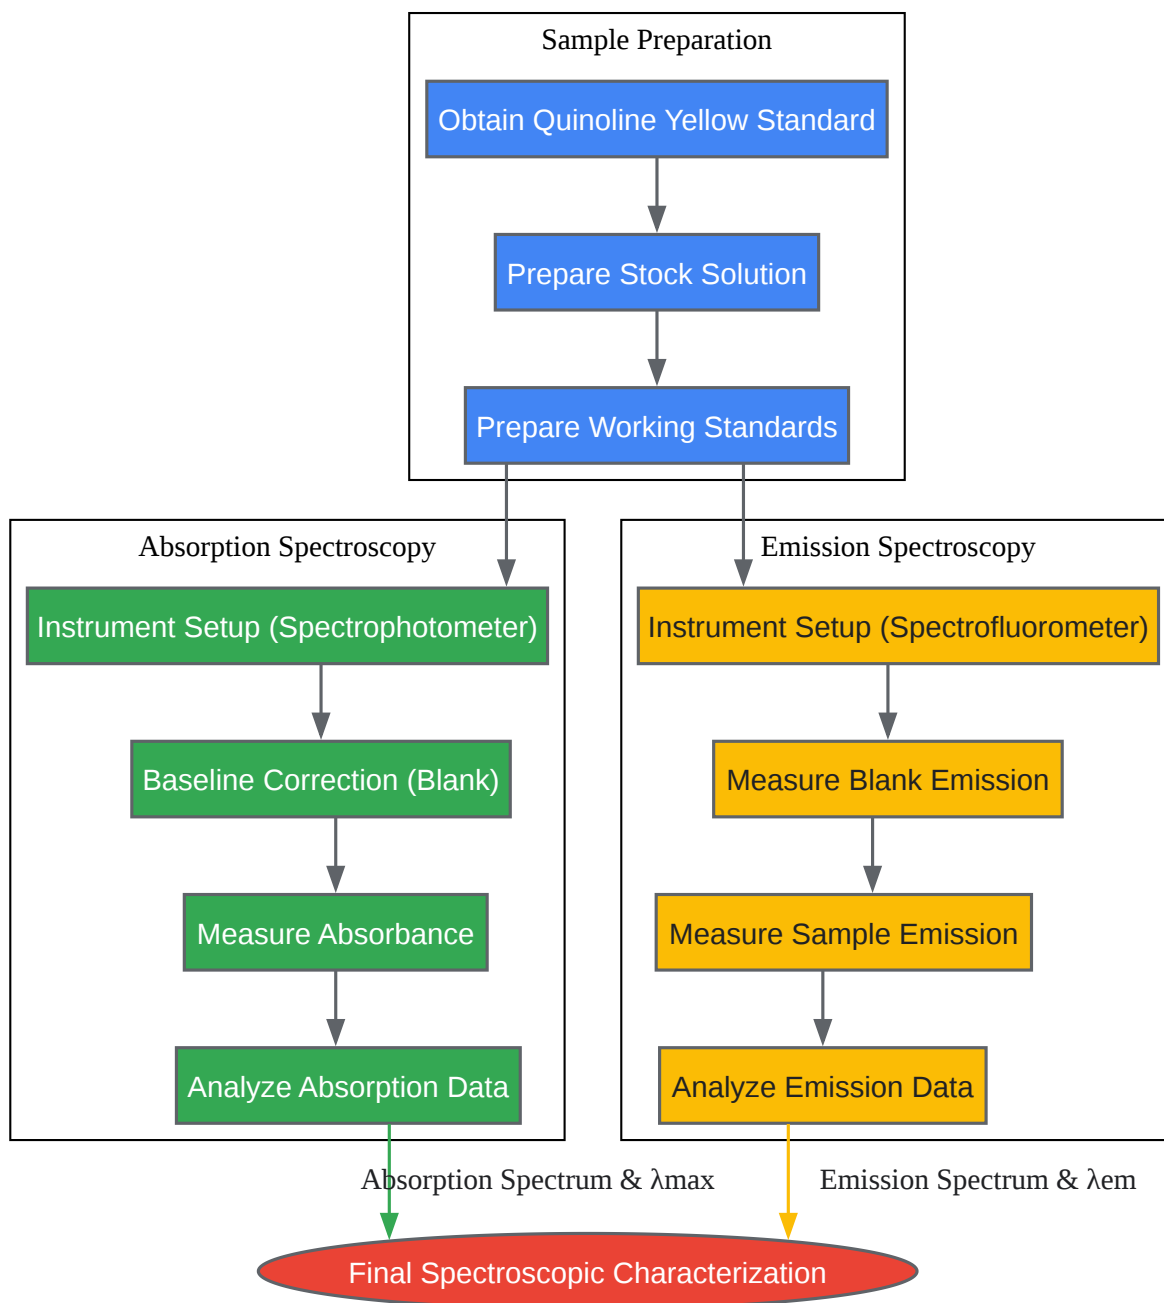 Sample Preparation
Obtain Quinoline Yellow Standard
Prepare Stock Solution
Prepare Working Standards
Absorption Spectroscopy
Instrument Setup (Spectrophotometer)
Baseline Correction (Blank)
Measure Absorbance
Analyze Absorption Data
Emission Spectroscopy
Instrument Setup (Spectrofluorometer)
Measure Blank Emission
Measure Sample Emission
Analyze Emission Data
Absorption Spectrum & λmax
Emission Spectrum & λem
Final Spectroscopic Characterization